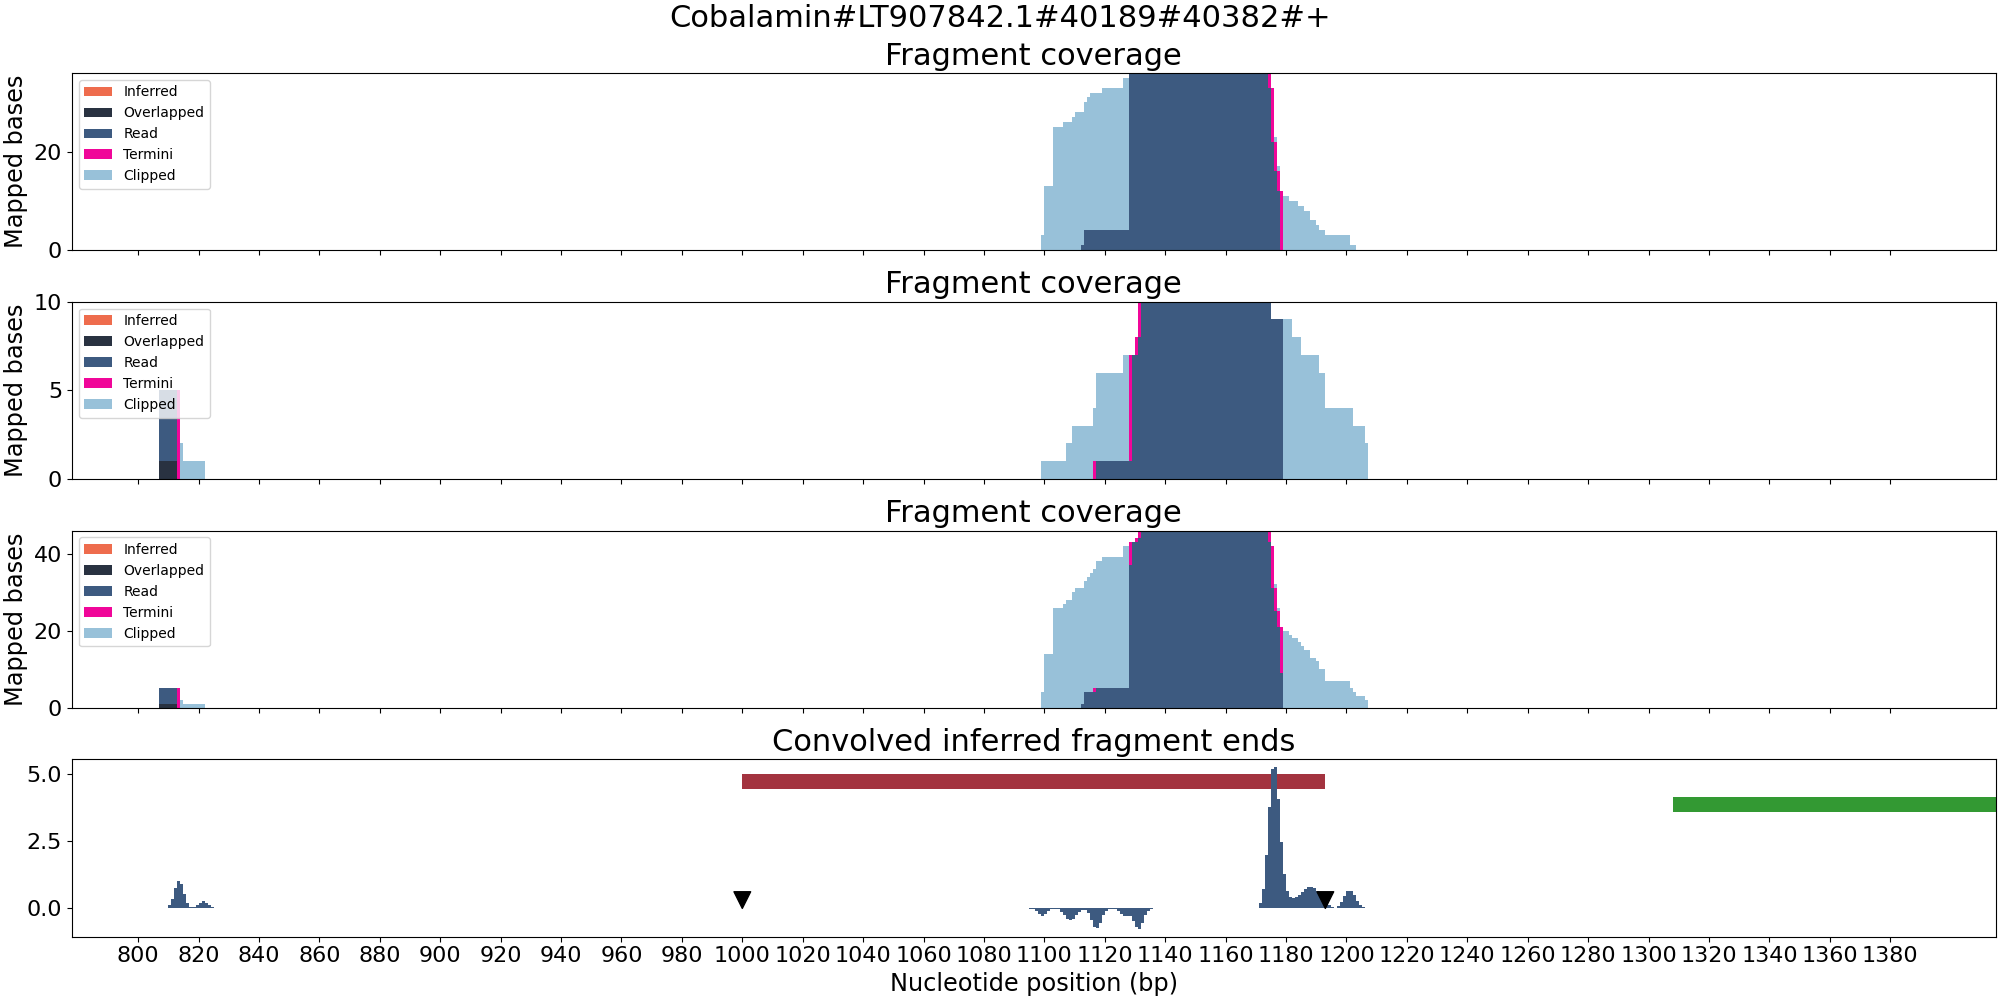 Cobalamin#LT907842.1#40189#40382#+
Fragment coverage
Mapped bases
20
0
Inferred
Overlapped
Read
Termini
Clipped
Fragment coverage
Mapped bases
10
5
0
Inferred
Overlapped
Read
Termini
Clipped
Fragment coverage
Mapped bases
40
20
0
Inferred
Overlapped
Read
Termini
Clipped
Convolved inferred fragment ends
5.0
2.5
0.0
800 820 840 860 880 900 920 940 960 980 1000 1020 1040 1060 1080 1100 1120 1140 1160 1180 1200 1220 1240 1260 1280 1300 1320 1340 1360 1380
Nucleotide position (bp)